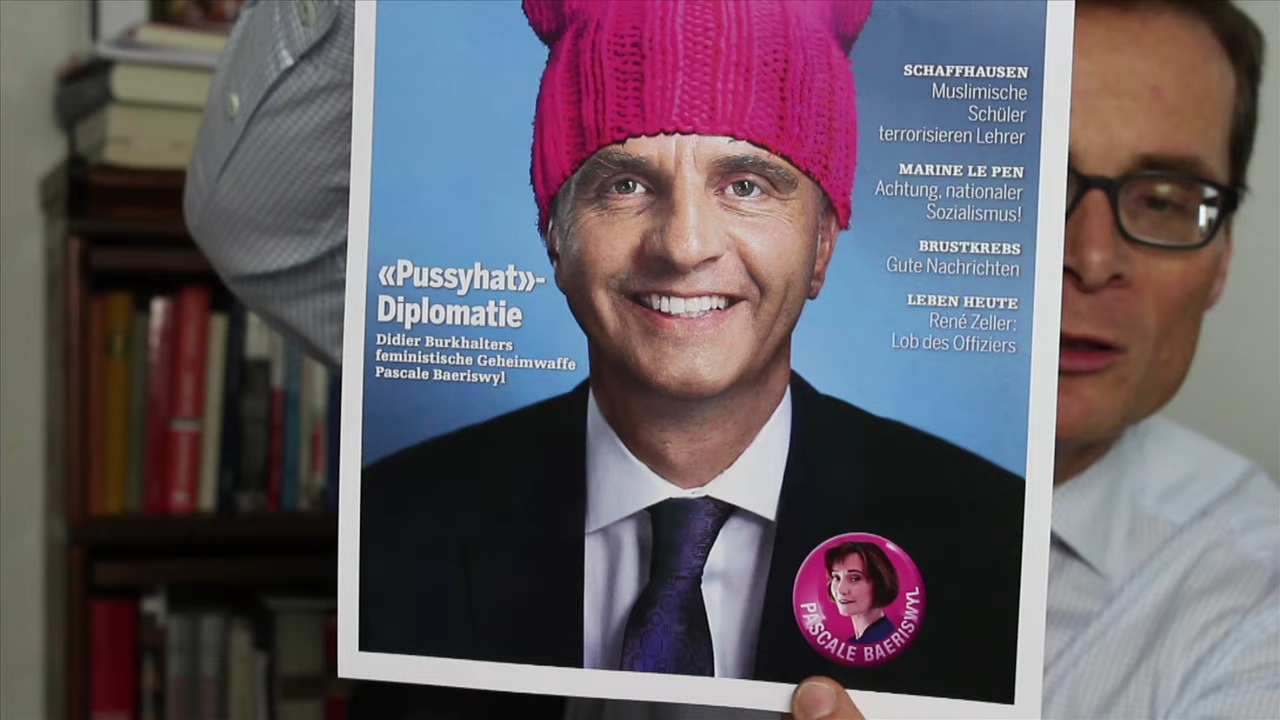 SCHAFFHAUSEN
Muslimische
Schüler
terrorisieren Lehrer
MARINE LE PEN
Achtung, nationaler
Sozialismus!
BRUSTKREBS
Gute Nachrichten
LEBEN HEUTE
René Zeller:
Lob des Offiziers
«Pussyhat»-
Diplomatie
Didier Burkhalters
feministische Geheimwaffe
Pascale Baeriswyl
PASCALE BAERISWYL